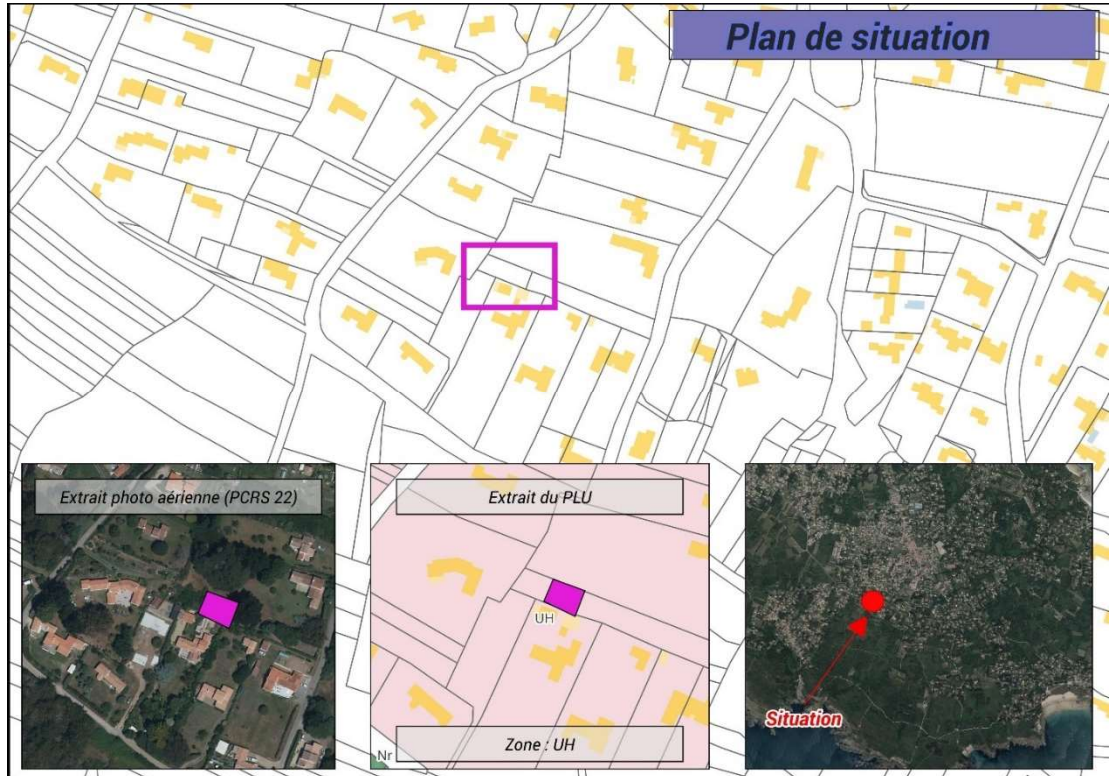 Plan de situation
Extrait photo aérienne (PCRS 22)
Extrait du PLU
UH
Nr
Zone : UH
Situation